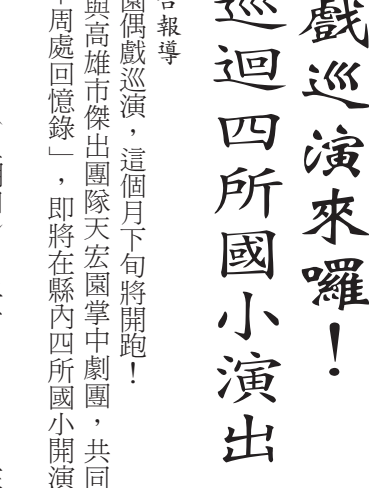 戲巡演來囉！
巡迴四所國小演出
報導
園偶戲巡演，這個月下旬將開跑！
與高雄市傑出團隊天宏園掌中劇團，共同
周處回憶錄」，即將在縣內四所國小開演